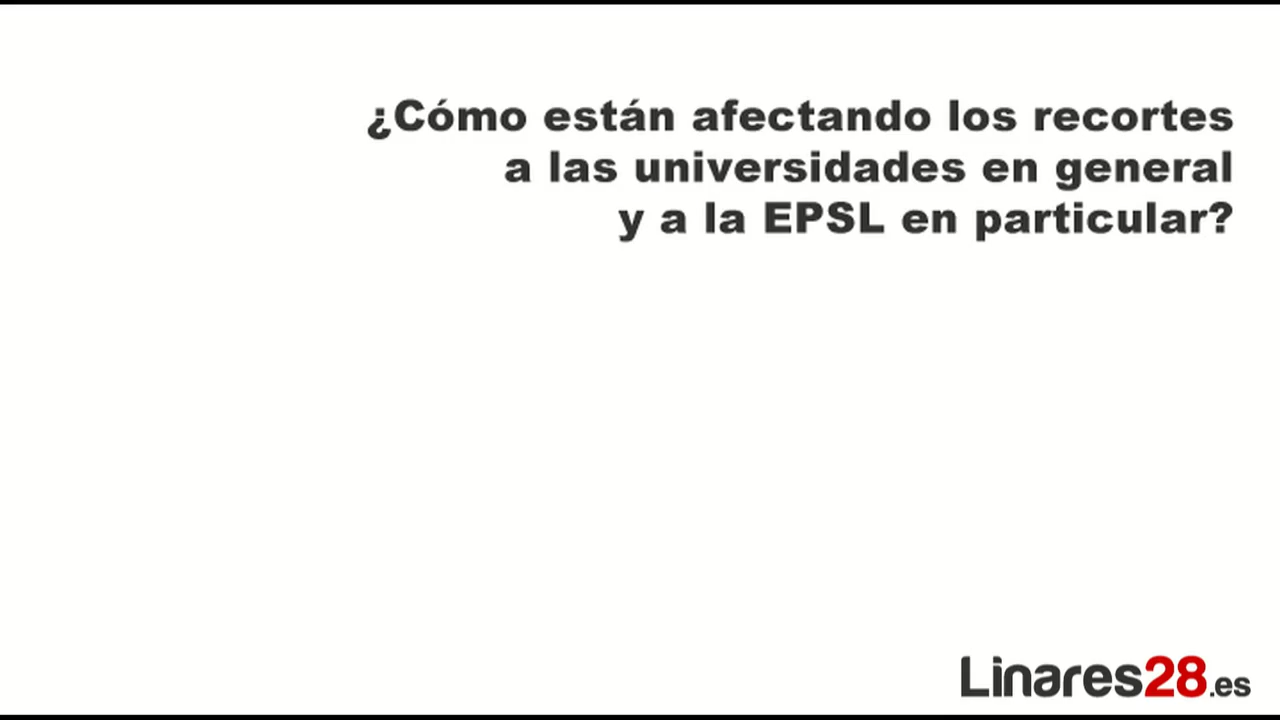 ¿Cómo están afectando los recortes
a las universidades en general
y a la EPSL en particular?
Linares28.es